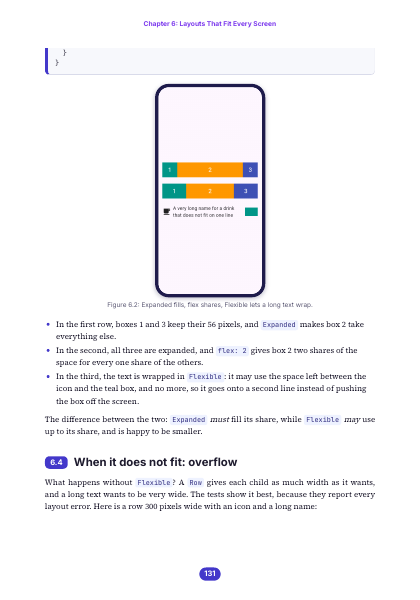 Chapter 6: Layouts That Fit Every Screen
}
}
1 2 3
1 2 3
A very long name for a drink
that does not fit on one line
Figure 6.2: Expanded fills, flex shares, Flexible lets a long text wrap.
• In the first row, boxes 1 and 3 keep their 56 pixels, and Expanded makes box 2 take
everything else.
• In the second, all three are expanded, and flex: 2 gives box 2 two shares of the
space for every one share of the others.
• In the third, the text is wrapped in Flexible: it may use the space left between the
icon and the teal box, and no more, so it goes onto a second line instead of pushing
the box off the screen.
The difference between the two: Expanded must fill its share, while Flexible may use
up to its share, and is happy to be smaller.
6.4 When it does not fit: overflow
What happens without Flexible? A Row gives each child as much width as it wants,
and a long text wants to be very wide. The tests show it best, because they report every
layout error. Here is a row 300 pixels wide with an icon and a long name:
131